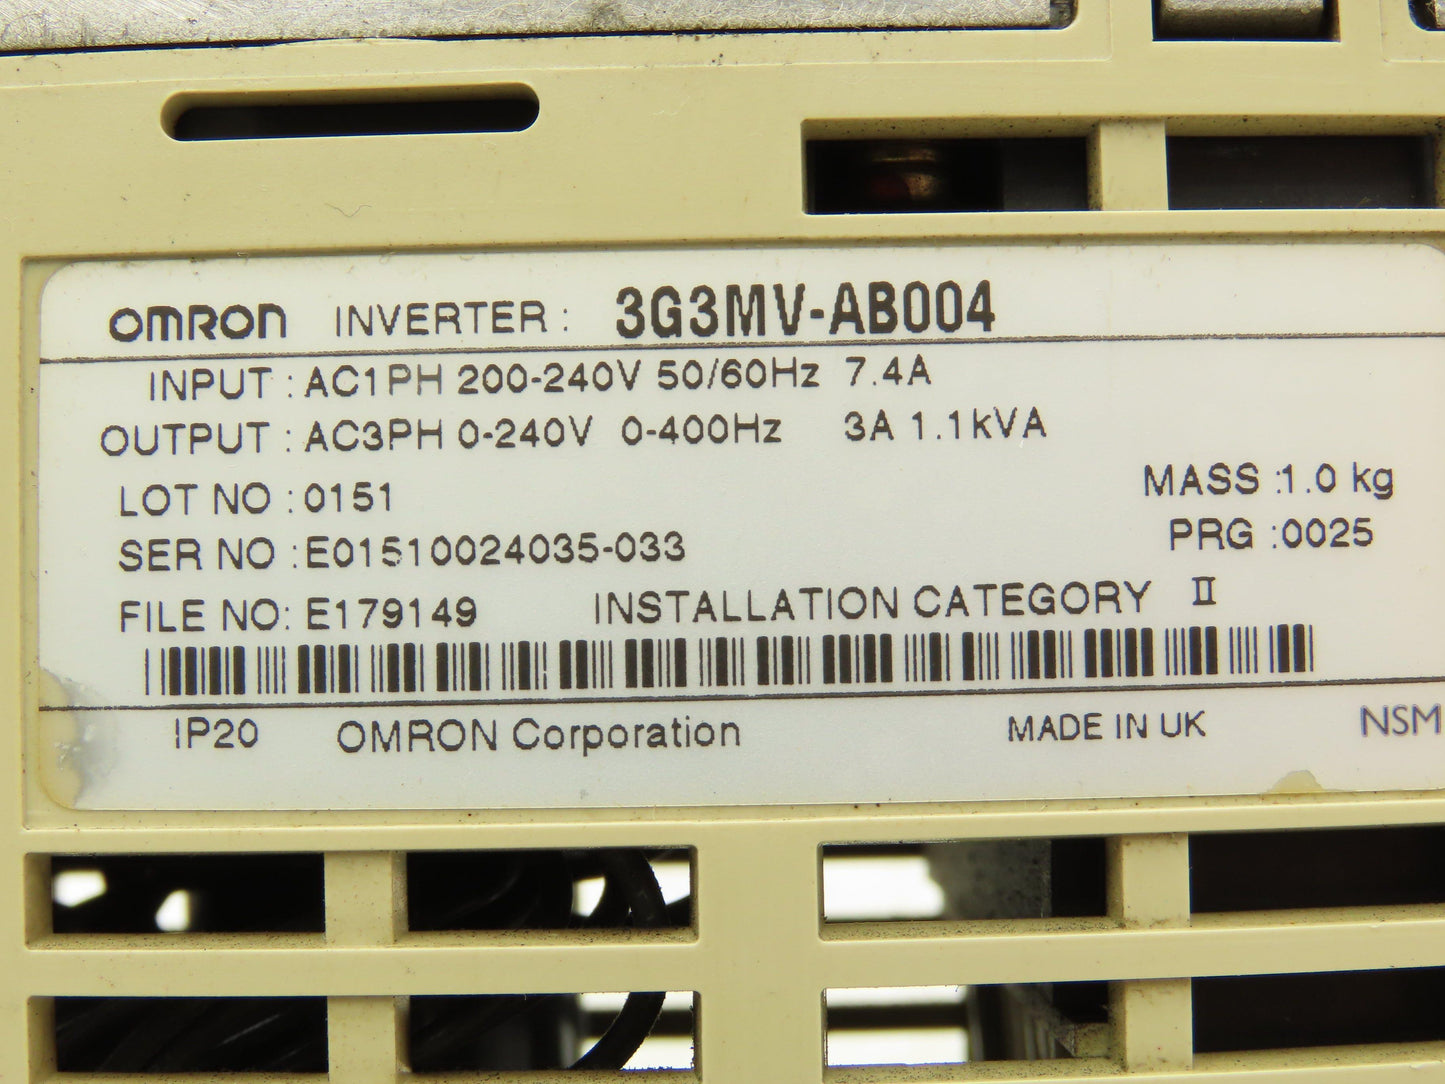 OMRON INVERTER : 3G3MV-AB004
INPUT : AC1PH 200-240V 50/60Hz 7.4A
OUTPUT : AC3PH 0-240V 0-400Hz 3A 1.1kVA
LOT NO : 0151
MASS :1.0 kg
SER NO : E01510024035-033
PRG :0025
FILE NO: E179149 INSTALLATION CATEGORY II
IP20 OMRON Corporation MADE IN UK NSM